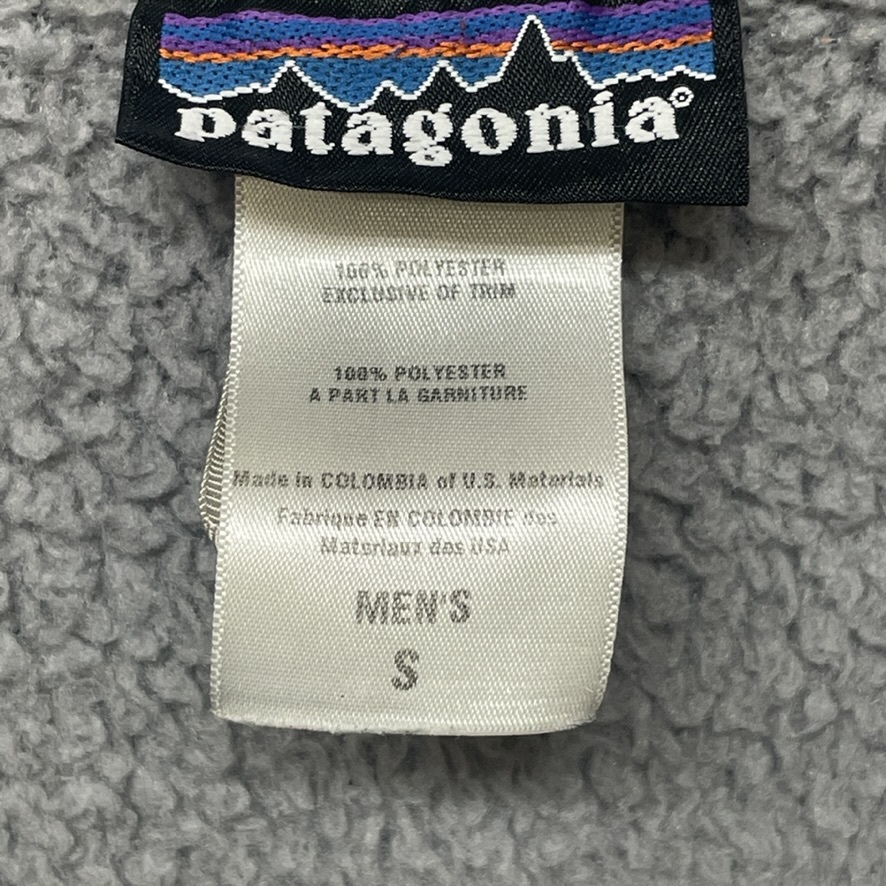 patagonia®
100% POLYESTER
EXCLUSIVE OF TRIM
100% POLYESTER
A PART LA GARNITURE
Made in COLOMBIA of U.S. Materials
Fabrique EN COLOMBIE des
Materiaux des USA
MEN'S
S